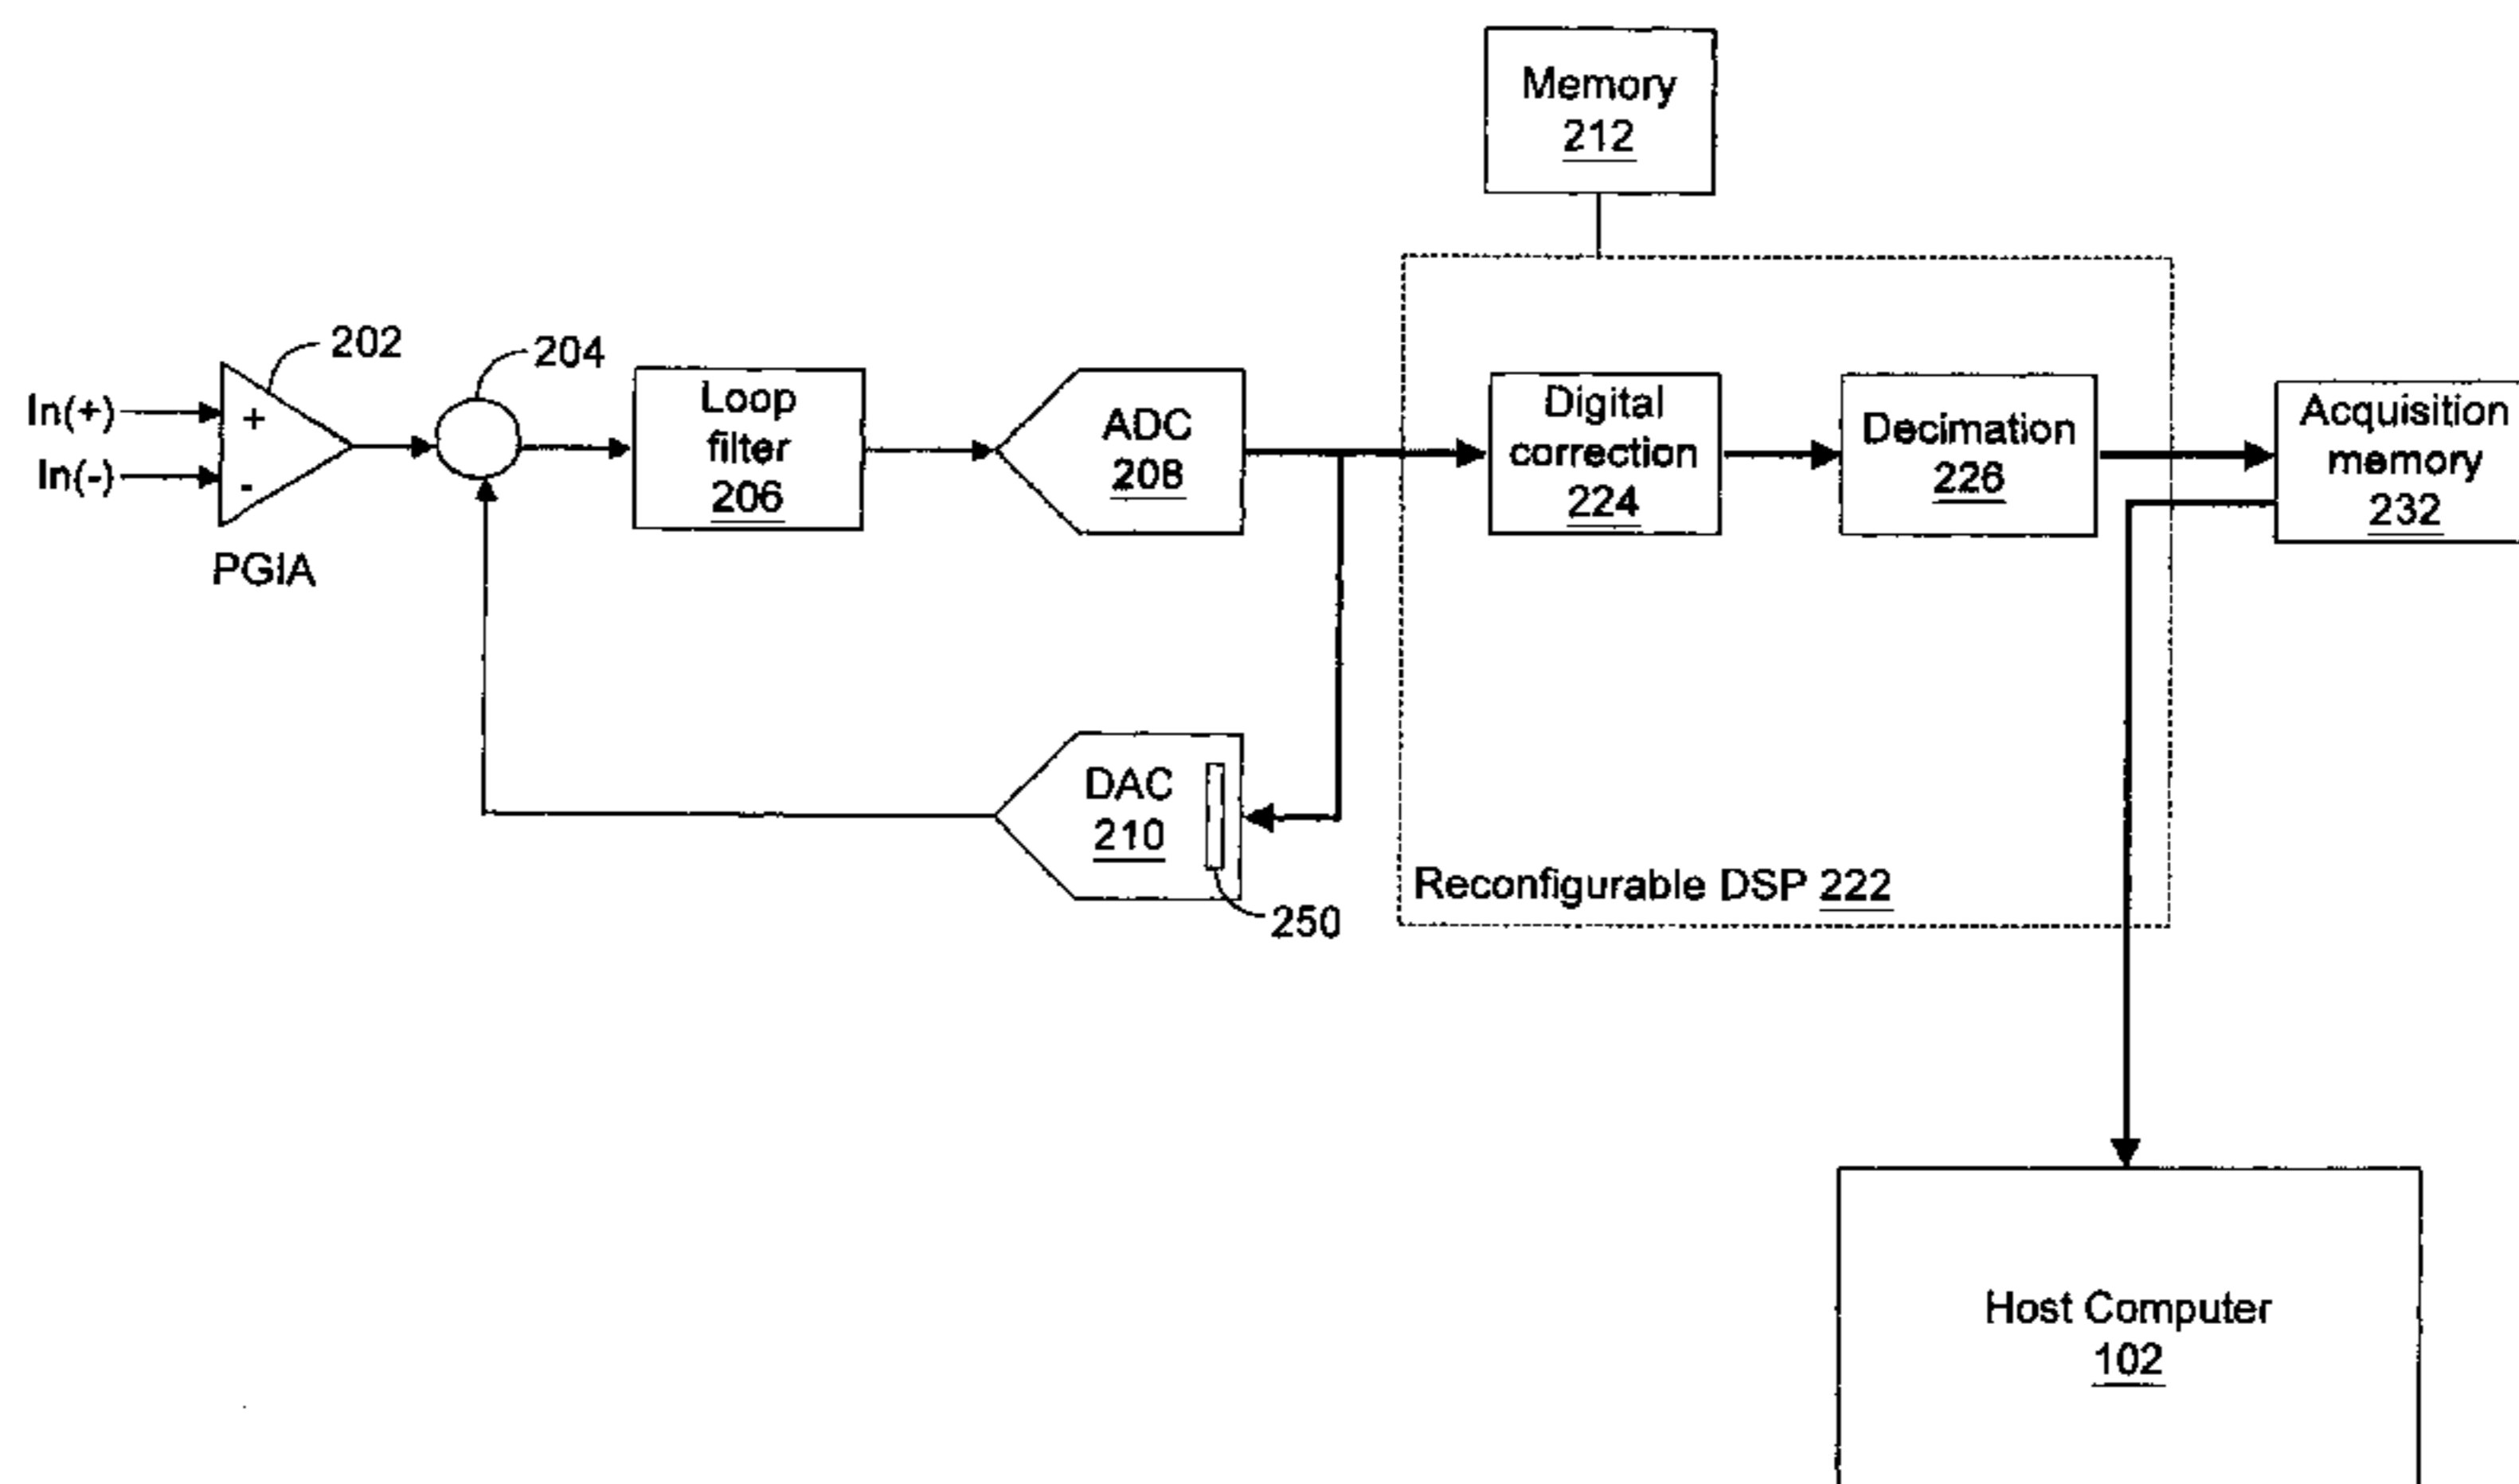 Memory
212
202
204
In(+)
+
In(-)
-
PGIA
Loop
filter
206
ADC
208
Digital
correction
224
Decimation
226
Acquisition
memory
232
DAC
210
250
Reconfigurable DSP 222
Host Computer
102